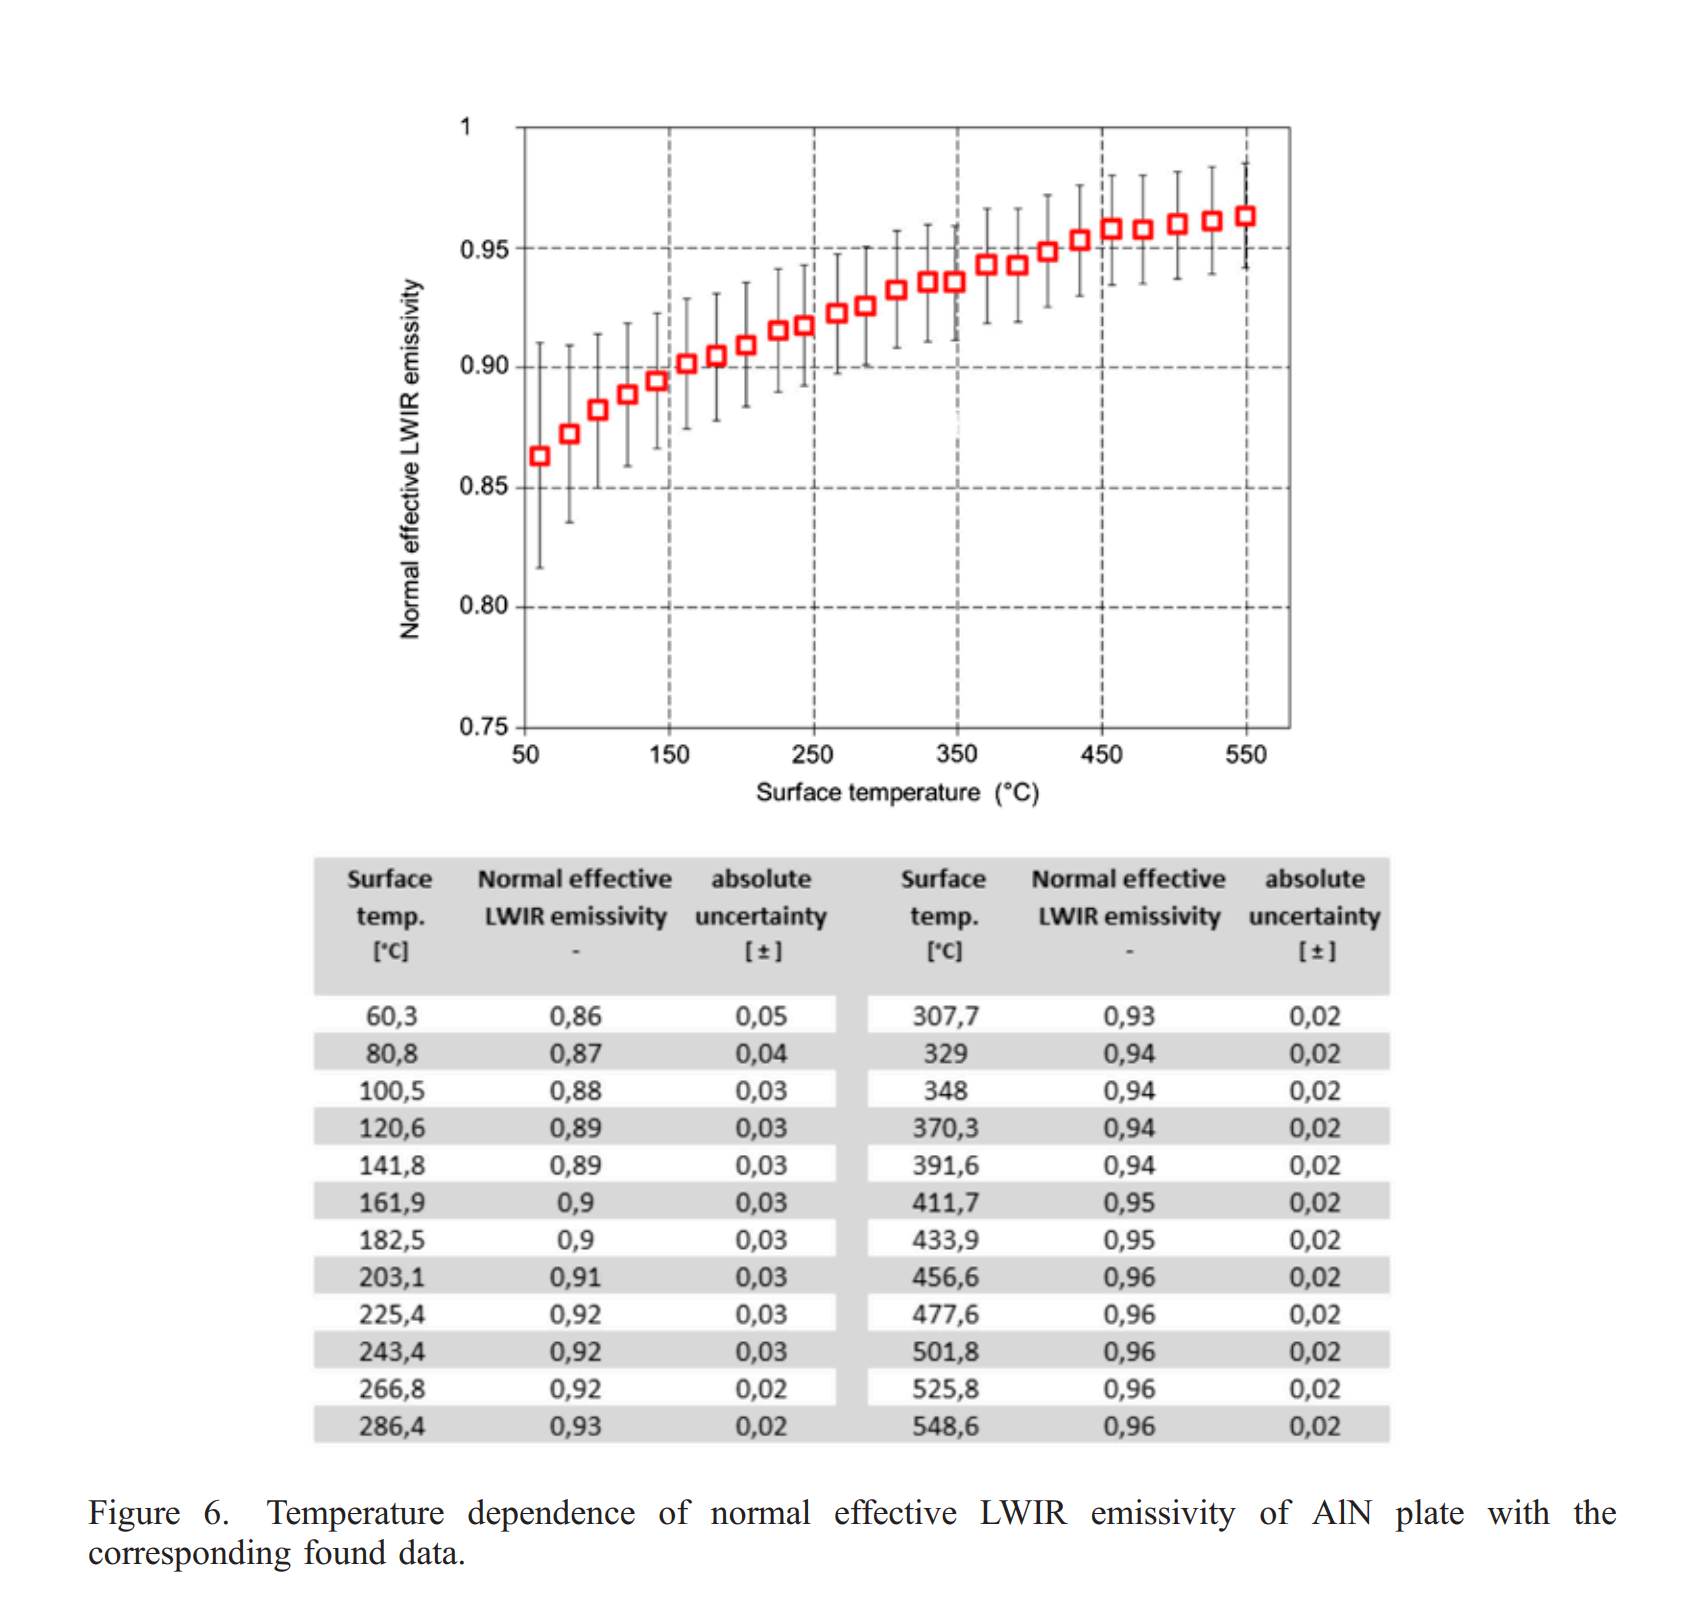 1
0.95
0.90
0.85
0.80
0.75
Normal effective LWIR emissivity
50 150 250 350 450 550
Surface temperature (°C)
Surface Normal effective absolute Surface Normal effective absolute
temp. LWIR emissivity uncertainty temp. LWIR emissivity uncertainty
[°C] - [ ± ] [°C] - [ ± ]
60,3 0,86 0,05 307,7 0,93 0,02
80,8 0,87 0,04 329 0,94 0,02
100,5 0,88 0,03 348 0,94 0,02
120,6 0,89 0,03 370,3 0,94 0,02
141,8 0,89 0,03 391,6 0,94 0,02
161,9 0,9 0,03 411,7 0,95 0,02
182,5 0,9 0,03 433,9 0,95 0,02
203,1 0,91 0,03 456,6 0,96 0,02
225,4 0,92 0,03 477,6 0,96 0,02
243,4 0,92 0,03 501,8 0,96 0,02
266,8 0,92 0,02 525,8 0,96 0,02
286,4 0,93 0,02 548,6 0,96 0,02
Figure 6. Temperature dependence of normal effective LWIR emissivity of AlN plate with the
corresponding found data.